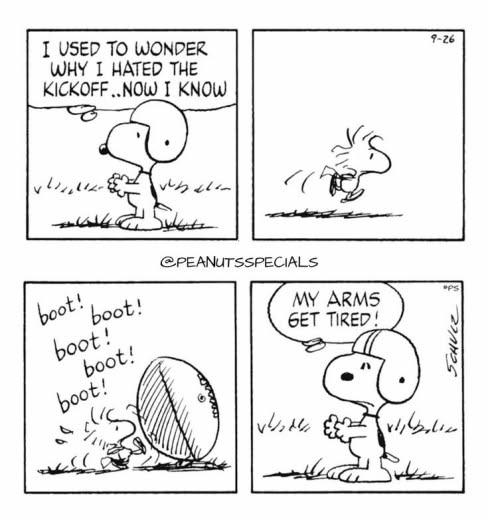 I USED TO WONDER
WHY I HATED THE
KICKOFF..NOW I KNOW
9-26
@PEANUTSSPECIALS
boot!
boot!
boot!
boot!
boot!
MY ARMS
GET TIRED!
©PS
SCHULZ